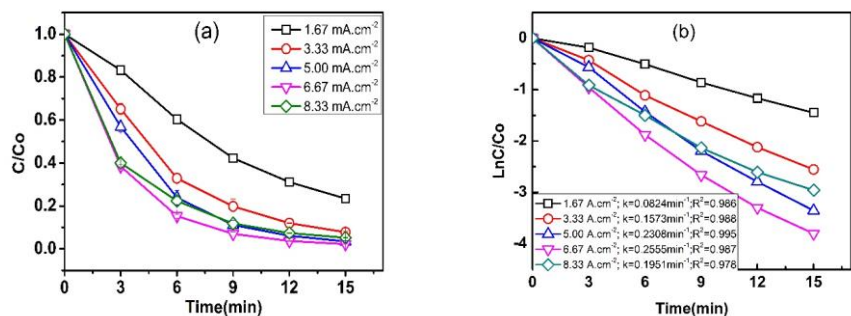 (a)
1.67 mA.cm-2
3.33 mA.cm-2
5.00 mA.cm-2
6.67 mA.cm-2
8.33 mA.cm-2
C/Co
1.0
0.8
0.6
0.4
0.2
0.0
0 3 6 9 12 15
Time(min)
(b)
LnC/Co
0
-1
-2
-3
-4
1.67 A.cm-2; k=0.0824min-1;R2=0.986
3.33 A.cm-2; k=0.1573min-1;R2=0.988
5.00 A.cm-2; k=0.2308min-1;R2=0.995
6.67 A.cm-2; k=0.2555min-1;R2=0.987
8.33 A.cm-2; k=0.1951min-1;R2=0.978
0 3 6 9 12 15
Time(min)